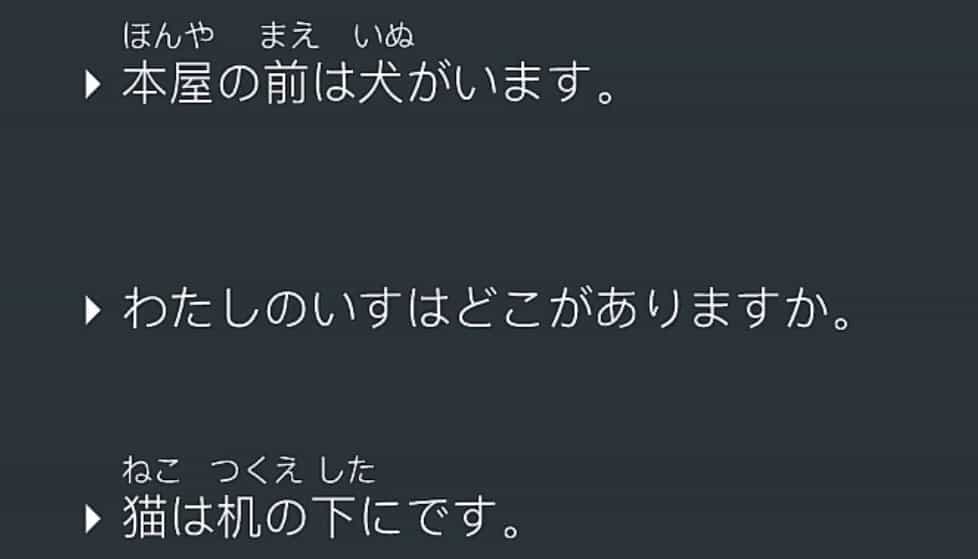 ほんや まえ いぬ
本屋の前は犬がいます。
わたしのいすはどこがありますか。
ねこ つくえ した
猫は机の下にです。